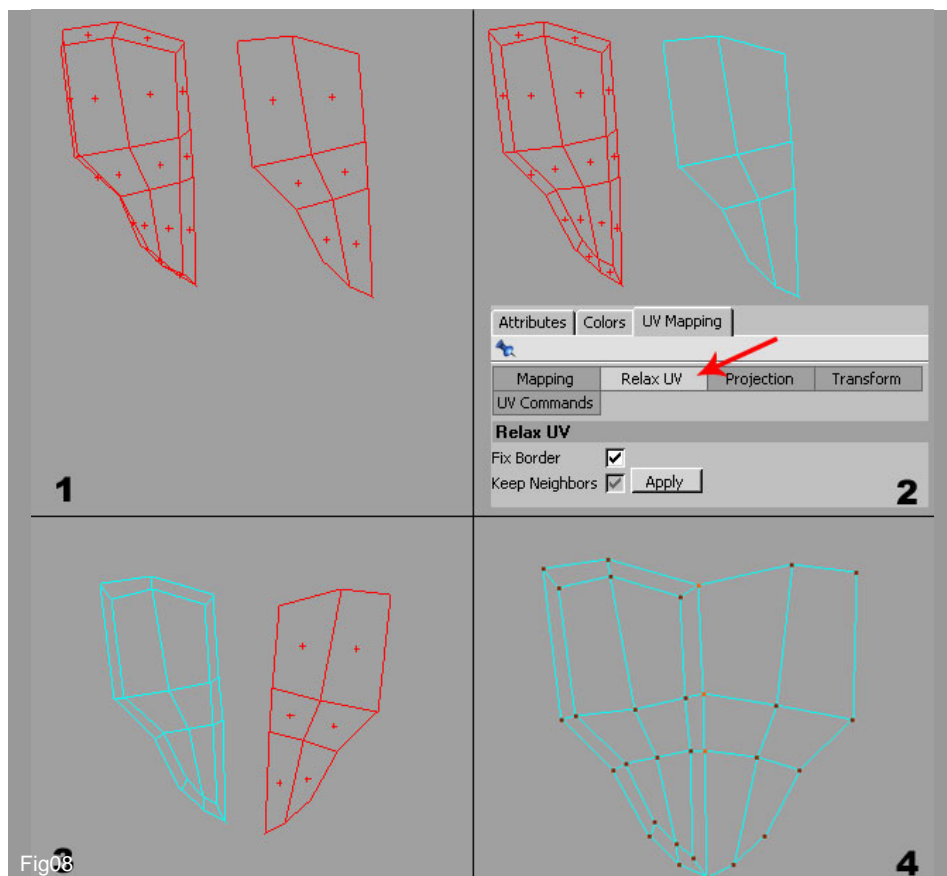 Attributes Colors UV Mapping
Mapping Relax UV Projection Transform
UV Commands
Relax UV
Fix Border
Keep Neighbors Apply
1
2
3
4
Fig08